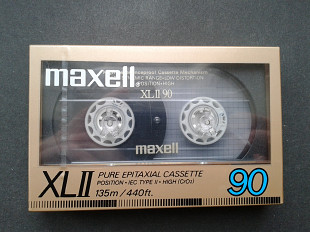 maxell
XLII 90
maxell
XLII PURE EPITAXIAL CASSETTE
POSITION • IEC TYPE II • HIGH (CrO2)
135m/440ft.
90